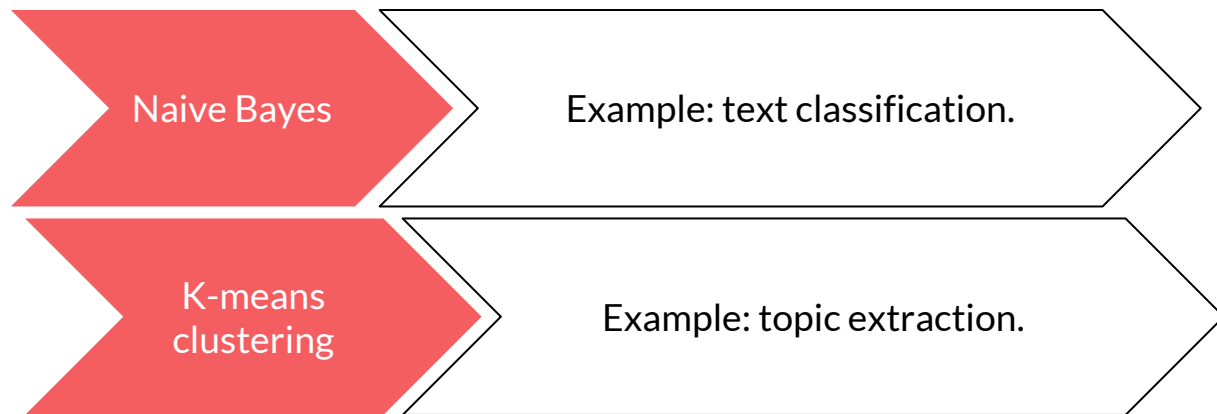 Naive Bayes
Example: text classification.
K-means
clustering
Example: topic extraction.